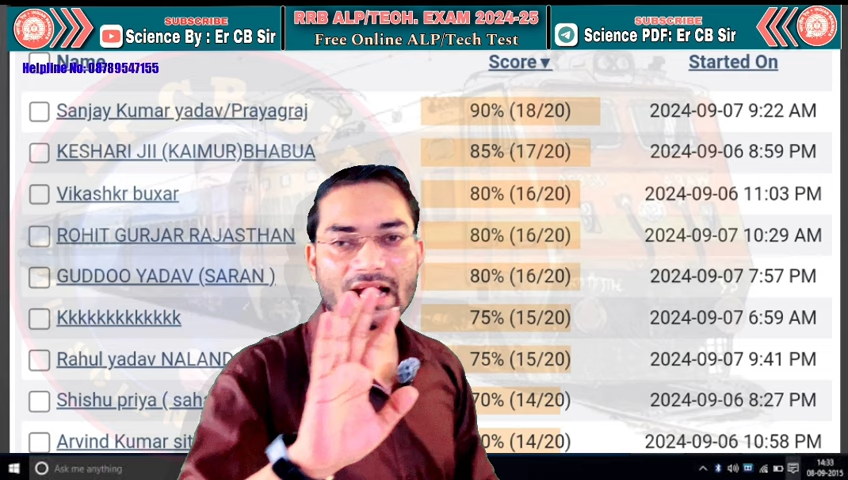 SUBSCRIBE
Science By : Er CB Sir
RRB ALP/TECH. EXAM 2024-25
Free Online ALP/Tech Test
SUBSCRIBE
Science PDF: Er CB Sir
Name Score ▾ Started On
Helpline No. 08789547155
Sanjay Kumar yadav/Prayagraj 90% (18/20) 2024-09-07 9:22 AM
KESHARI JII (KAIMUR)BHABUA 85% (17/20) 2024-09-06 8:59 PM
Vikashkr buxar 80% (16/20) 2024-09-06 11:03 PM
ROHIT GURJAR RAJASTHAN 80% (16/20) 2024-09-07 10:29 AM
GUDDOO YADAV (SARAN ) 80% (16/20) 2024-09-07 7:57 PM
Kkkkkkkkkkkkk 75% (15/20) 2024-09-07 6:59 AM
Rahul yadav NALAND 75% (15/20) 2024-09-07 9:41 PM
Shishu priya ( saha 70% (14/20) 2024-09-06 8:27 PM
Arvind Kumar sit 0% (14/20) 2024-09-06 10:58 PM
Ask me anything
14:33
08-09-2015